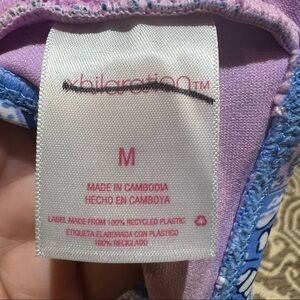 xhilaration™
M
MADE IN CAMBODIA
HECHO EN CAMBOYA
LABEL MADE FROM 100% RECYCLED PLASTIC
ETIQUETA ELABORADA CON PLÁSTICO
100% RECICLADO